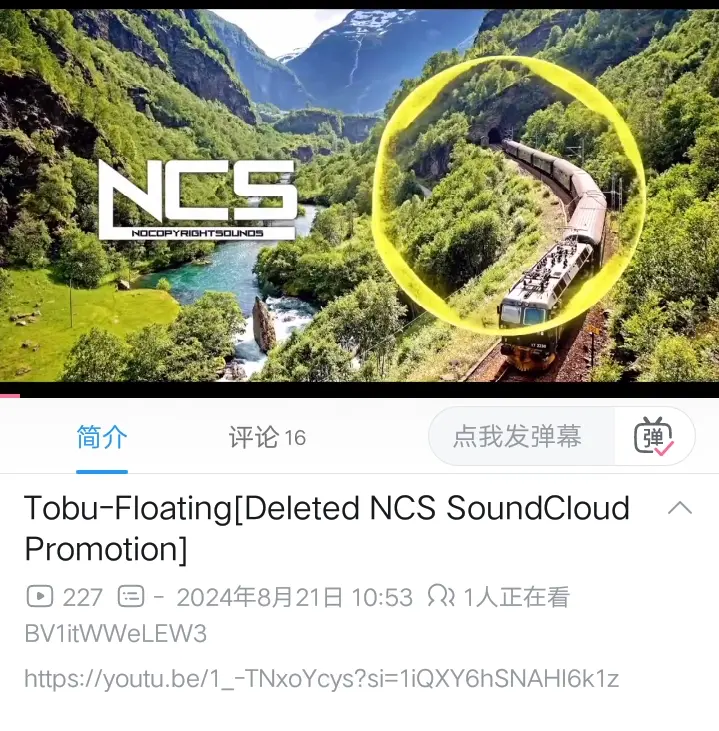 NCS
NOCOPYRIGHTSOUNDS
简介
评论 16
点我发弹幕
弹
Tobu-Floating[Deleted NCS SoundCloud
Promotion]
227 - 2024年8月21日 10:53 1人正在看
BV1itWWeLEW3
https://youtu.be/1_-TNxoYcys?si=1iQXY6hSNAHI6k1z